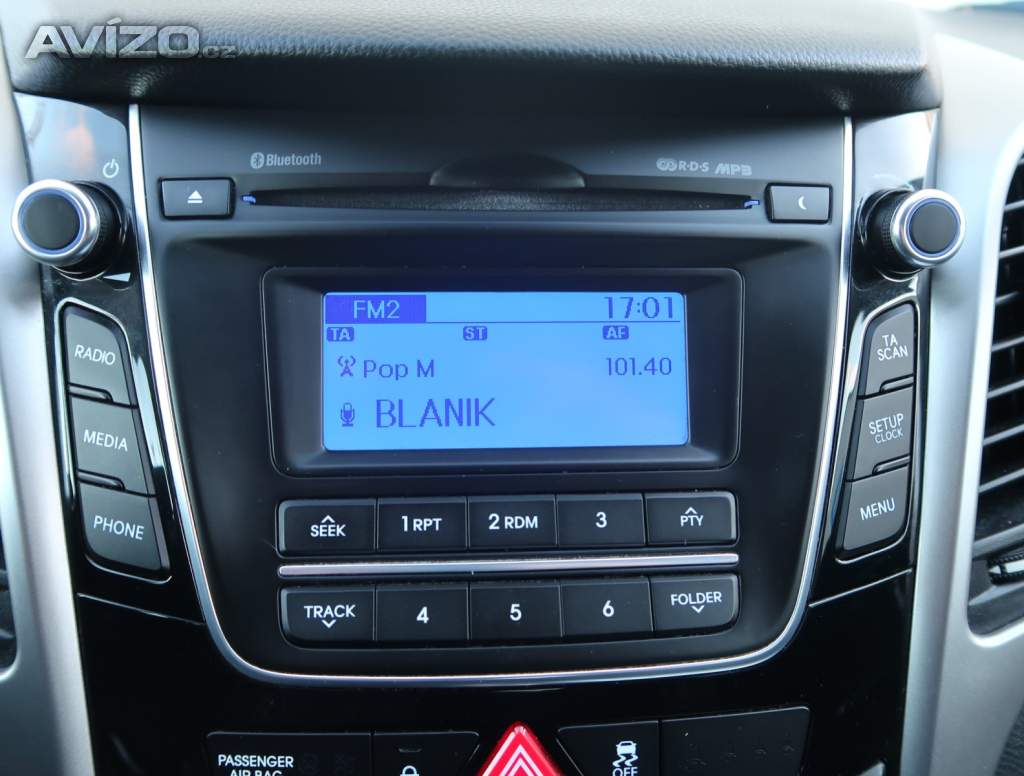 AVÍZO.cz
Bluetooth
R·D·S MP3
FM2 17:01
TA ST AF
Pop M 101.40
BLANIK
RADIO
MEDIA
PHONE
TA
SCAN
SETUP
CLOCK
MENU
SEEK 1 RPT 2 RDM 3 PTY
TRACK 4 5 6 FOLDER
PASSENGER
AIR BAG
OFF